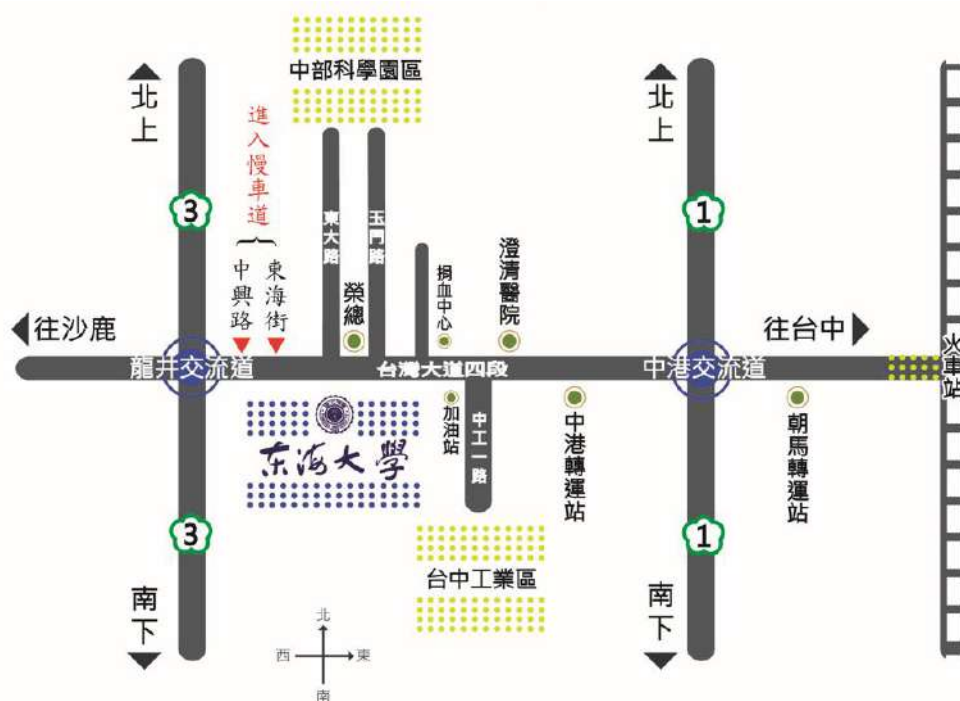 中部科學園區
北上
北上
進入慢車道
3
1
東大路
玉門路
中興路
東海街
榮總
捐血中心
澄清醫院
往沙鹿
往台中
龍井交流道
台灣大道四段
中港交流道
火車站
东海大學
加油站
中工一路
中港轉運站
朝馬轉運站
3
1
台中工業區
南下
南下
北
西
東
南